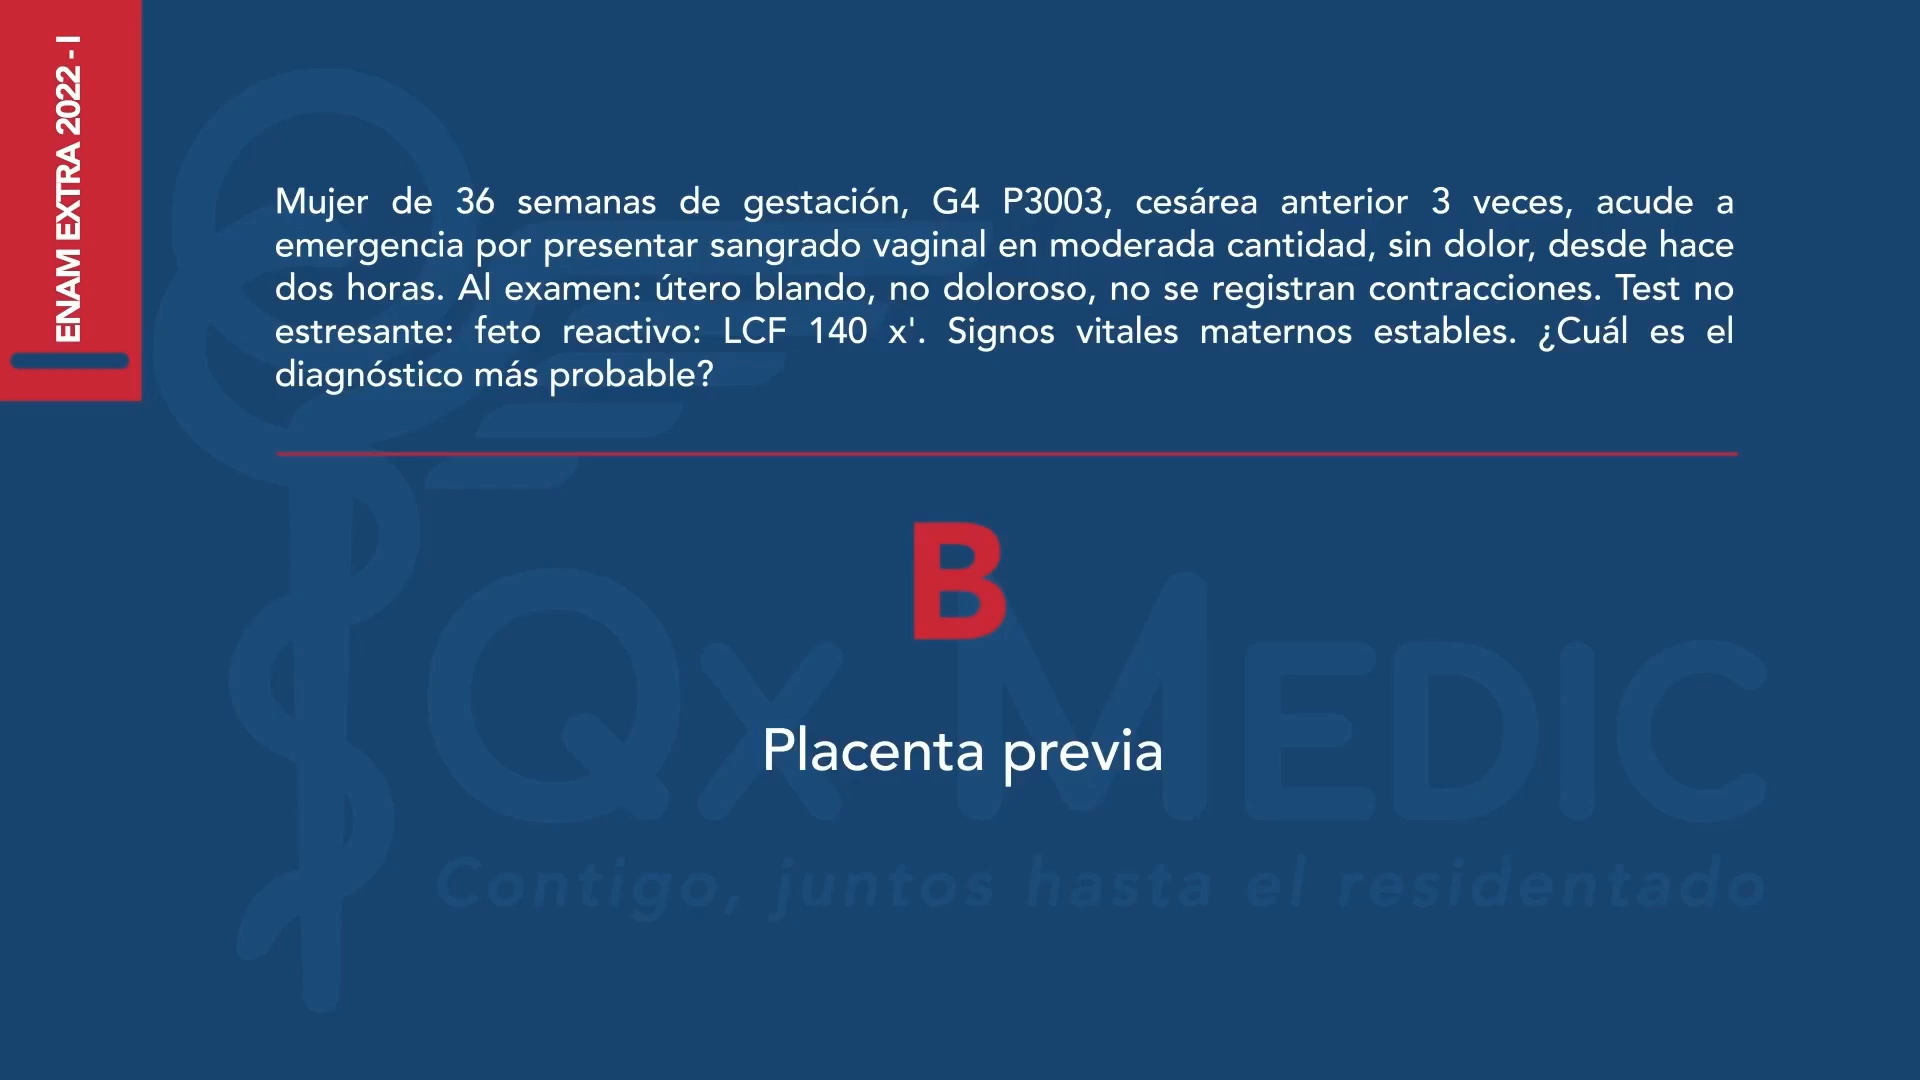 ENAM EXTRA 2022 - I
Mujer de 36 semanas de gestación, G4 P3003, cesárea anterior 3 veces, acude a
emergencia por presentar sangrado vaginal en moderada cantidad, sin dolor, desde hace
dos horas. Al examen: útero blando, no doloroso, no se registran contracciones. Test no
estresante: feto reactivo: LCF 140 x'. Signos vitales maternos estables. ¿Cuál es el
diagnóstico más probable?
B
Placenta previa
Qx MEDIC
Contigo, juntos hasta el residentado